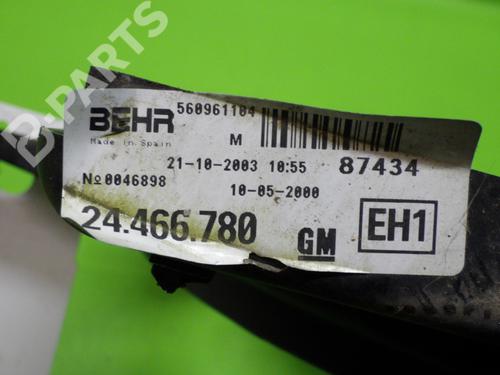 B-PARTS
BEHR
560961184
M
Made in Spain
21-10-2003 10:55
87434
№0046898
10-05-2000
24.466.780
GM
EH1